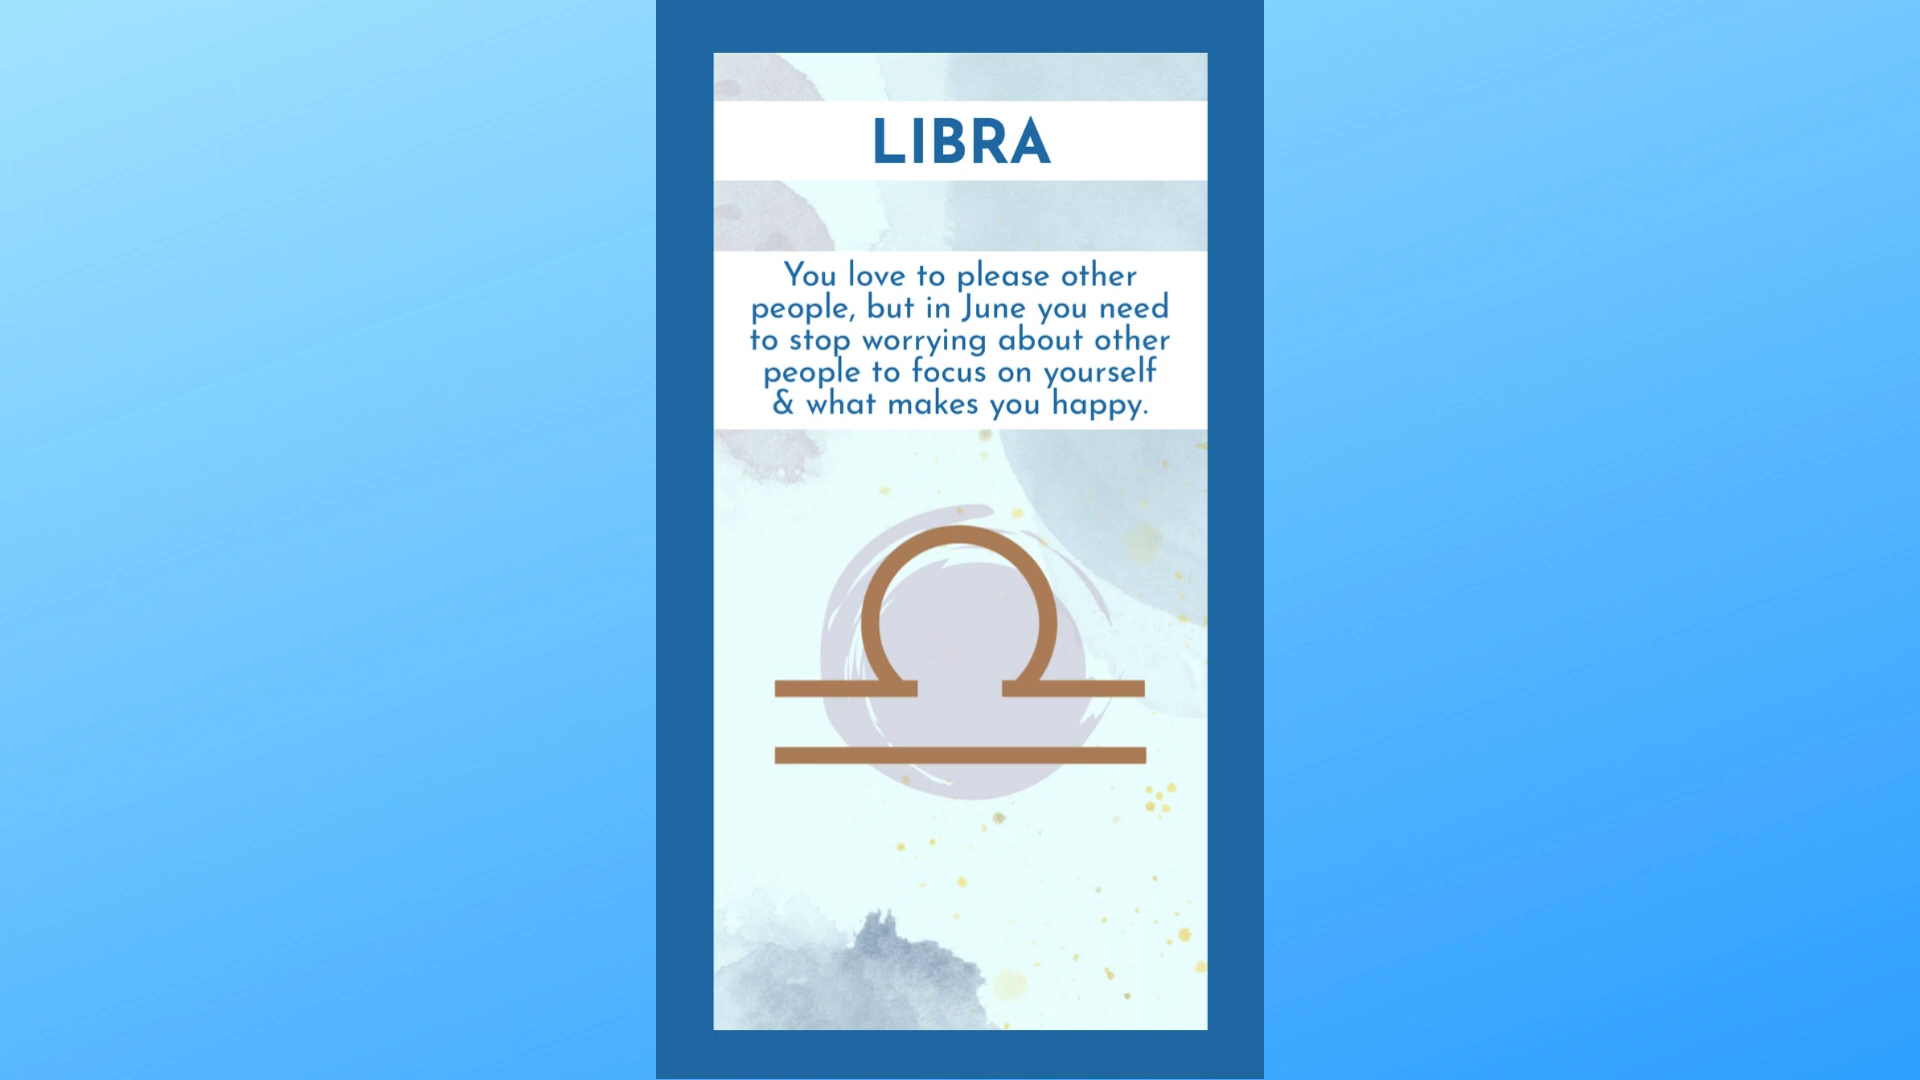 LIBRA
You love to please other
people, but in June you need
to stop worrying about other
people to focus on yourself
& what makes you happy.